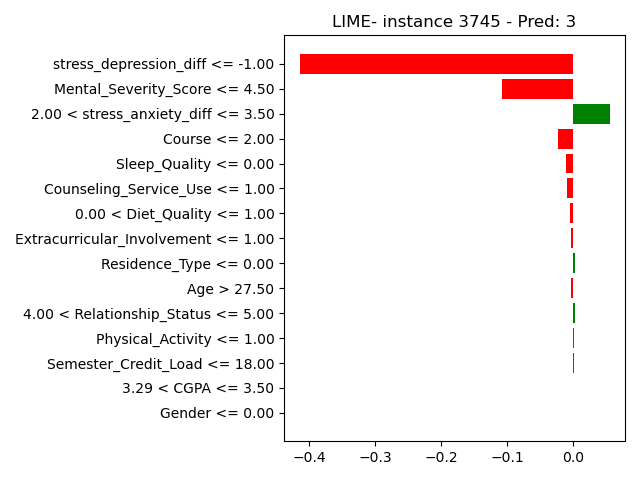 LIME- instance 3745 - Pred: 3
stress_depression_diff <= -1.00
Mental_Severity_Score <= 4.50
2.00 < stress_anxiety_diff <= 3.50
Course <= 2.00
Sleep_Quality <= 0.00
Counseling_Service_Use <= 1.00
0.00 < Diet_Quality <= 1.00
Extracurricular_Involvement <= 1.00
Residence_Type <= 0.00
Age > 27.50
4.00 < Relationship_Status <= 5.00
Physical_Activity <= 1.00
Semester_Credit_Load <= 18.00
3.29 < CGPA <= 3.50
Gender <= 0.00
−0.4 −0.3 −0.2 −0.1 0.0